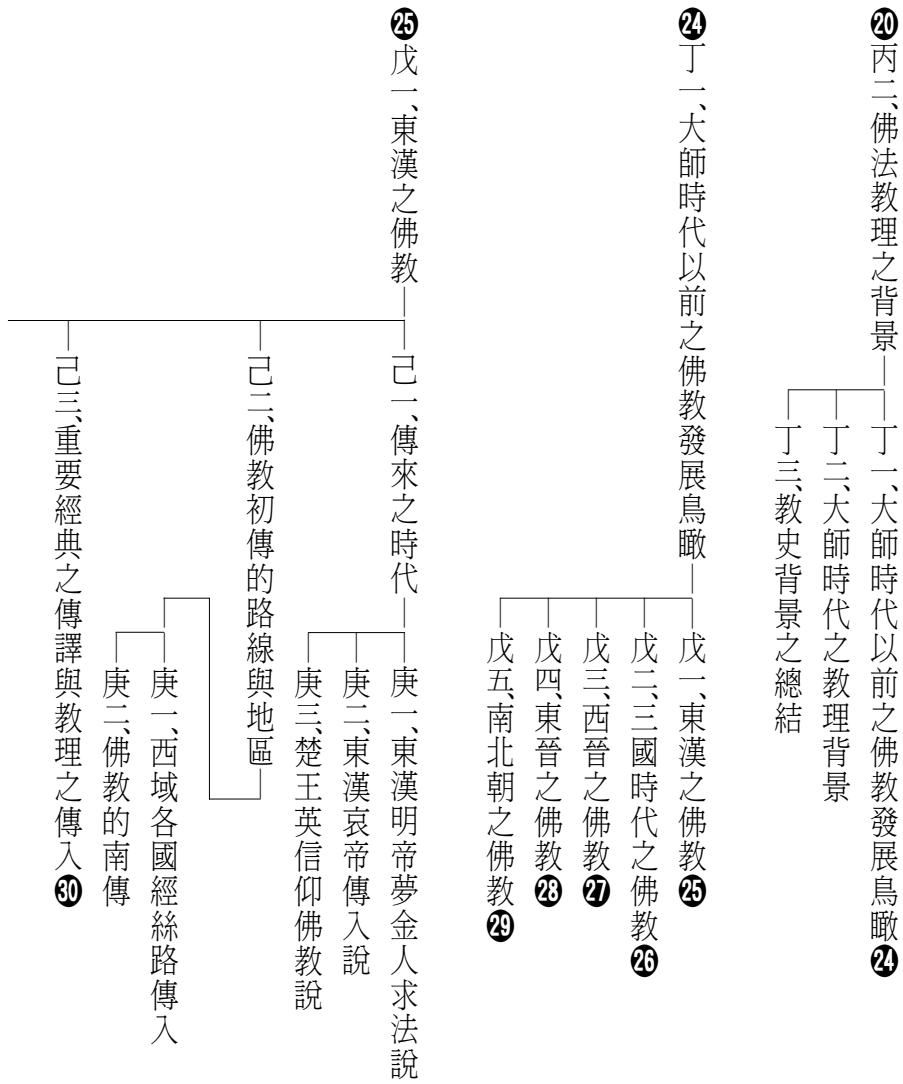 ⓴丙二、佛法教理之背景
丁一、大師時代以前之佛教發展鳥瞰㉔
丁二、大師時代之教理背景
丁三、教史背景之總結
㉔丁一、大師時代以前之佛教發展鳥瞰
戊一、東漢之佛教㉕
戊二、三國時代之佛教㉖
戊三、西晉之佛教㉗
戊四、東晉之佛教㉘
戊五、南北朝之佛教㉙
㉕戊一、東漢之佛教
己一、傳來之時代
庚一、東漢明帝夢金人求法說
庚二、東漢哀帝傳入說
庚三、楚王英信仰佛教說
己二、佛教初傳的路線與地區
庚一、西域各國經絲路傳入
庚二、佛教的南傳
己三、重要經典之傳譯與教理之傳入㉚